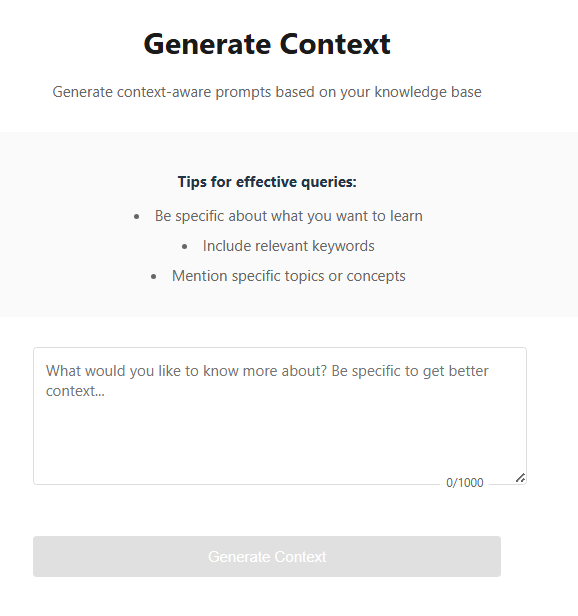 Generate Context
Generate context-aware prompts based on your knowledge base
Tips for effective queries:
• Be specific about what you want to learn
• Include relevant keywords
• Mention specific topics or concepts
What would you like to know more about? Be specific to get better
context...
0/1000
Generate Context